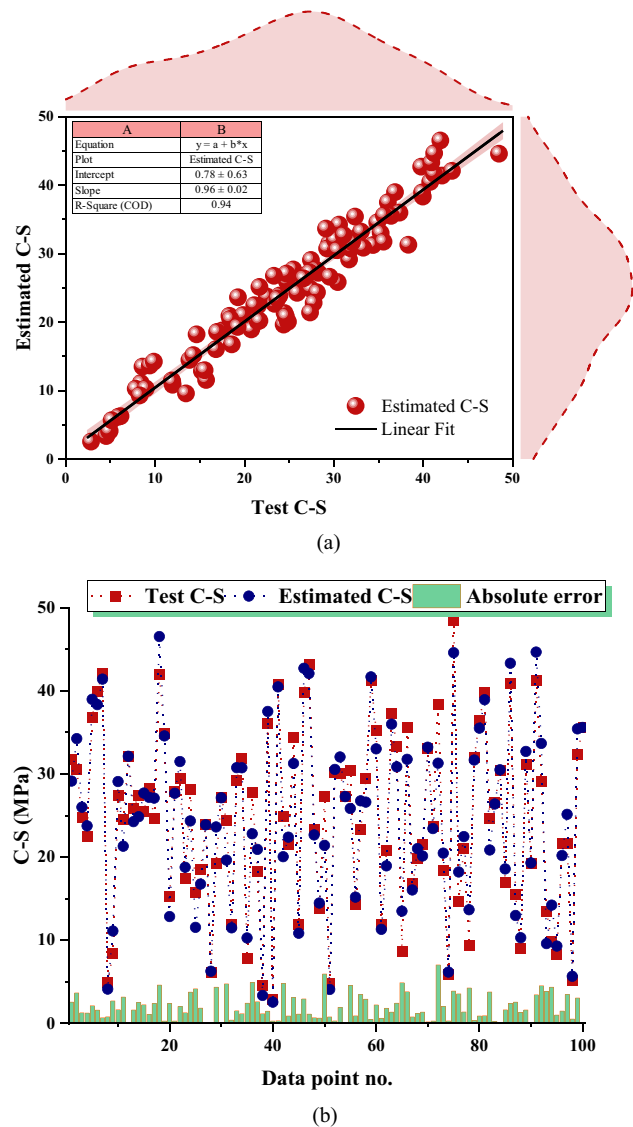 50
40
30
20
10
0
Estimated C-S
A B
Equation y = a + b*x
Plot Estimated C-S
Intercept 0.78 ± 0.63
Slope 0.96 ± 0.02
R-Square (COD) 0.94
Estimated C-S
Linear Fit
0 10 20 30 40 50
Test C-S
(a)
Test C-S Estimated C-S Absolute error
50
40
30
20
10
0
C-S (MPa)
20 40 60 80 100
Data point no.
(b)